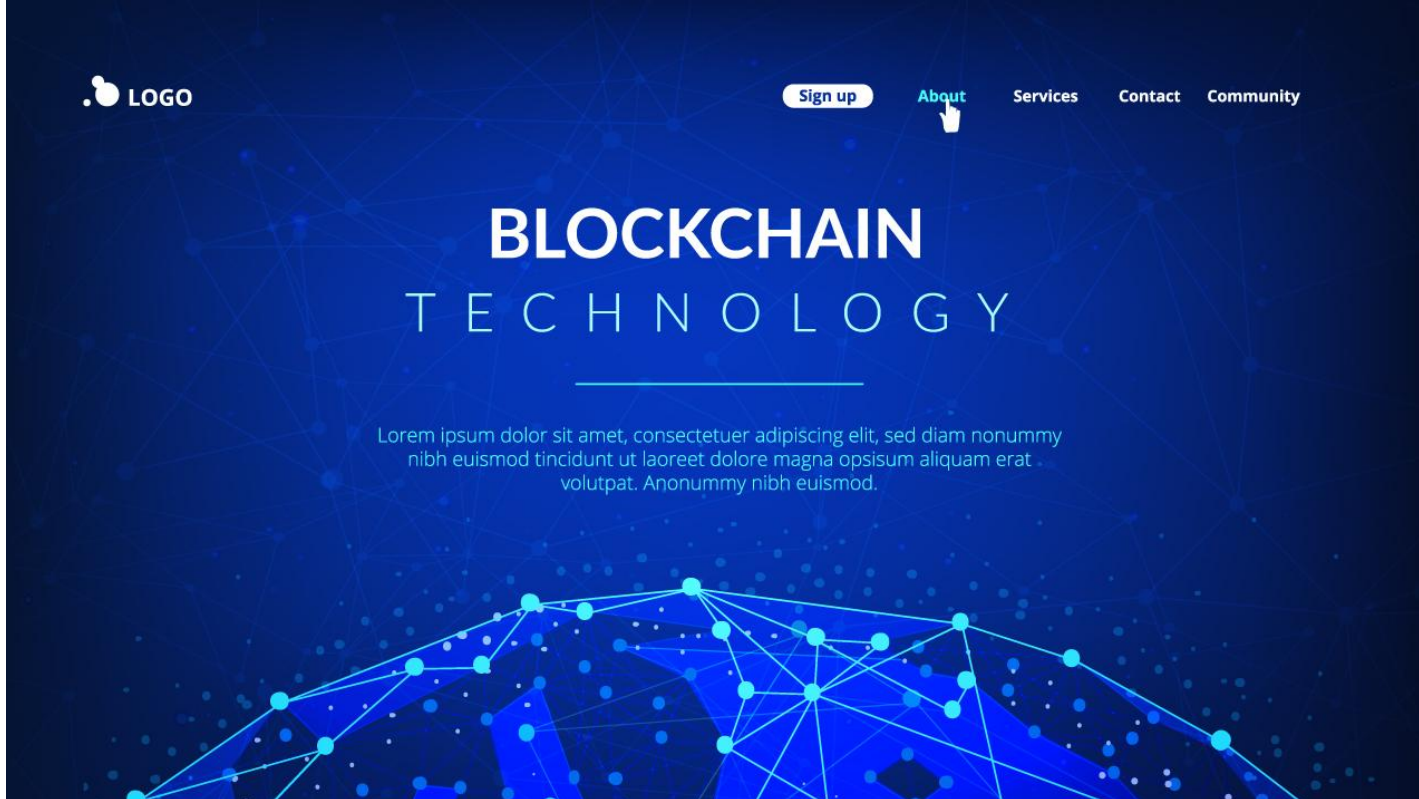 LOGO
Sign up
About
Services
Contact
Community
BLOCKCHAIN
TECHNOLOGY
Lorem ipsum dolor sit amet, consectetuer adipiscing elit, sed diam nonummy
nibh euismod tincidunt ut laoreet dolore magna opsisum aliquam erat
volutpat. Anonummy nibh euismod.